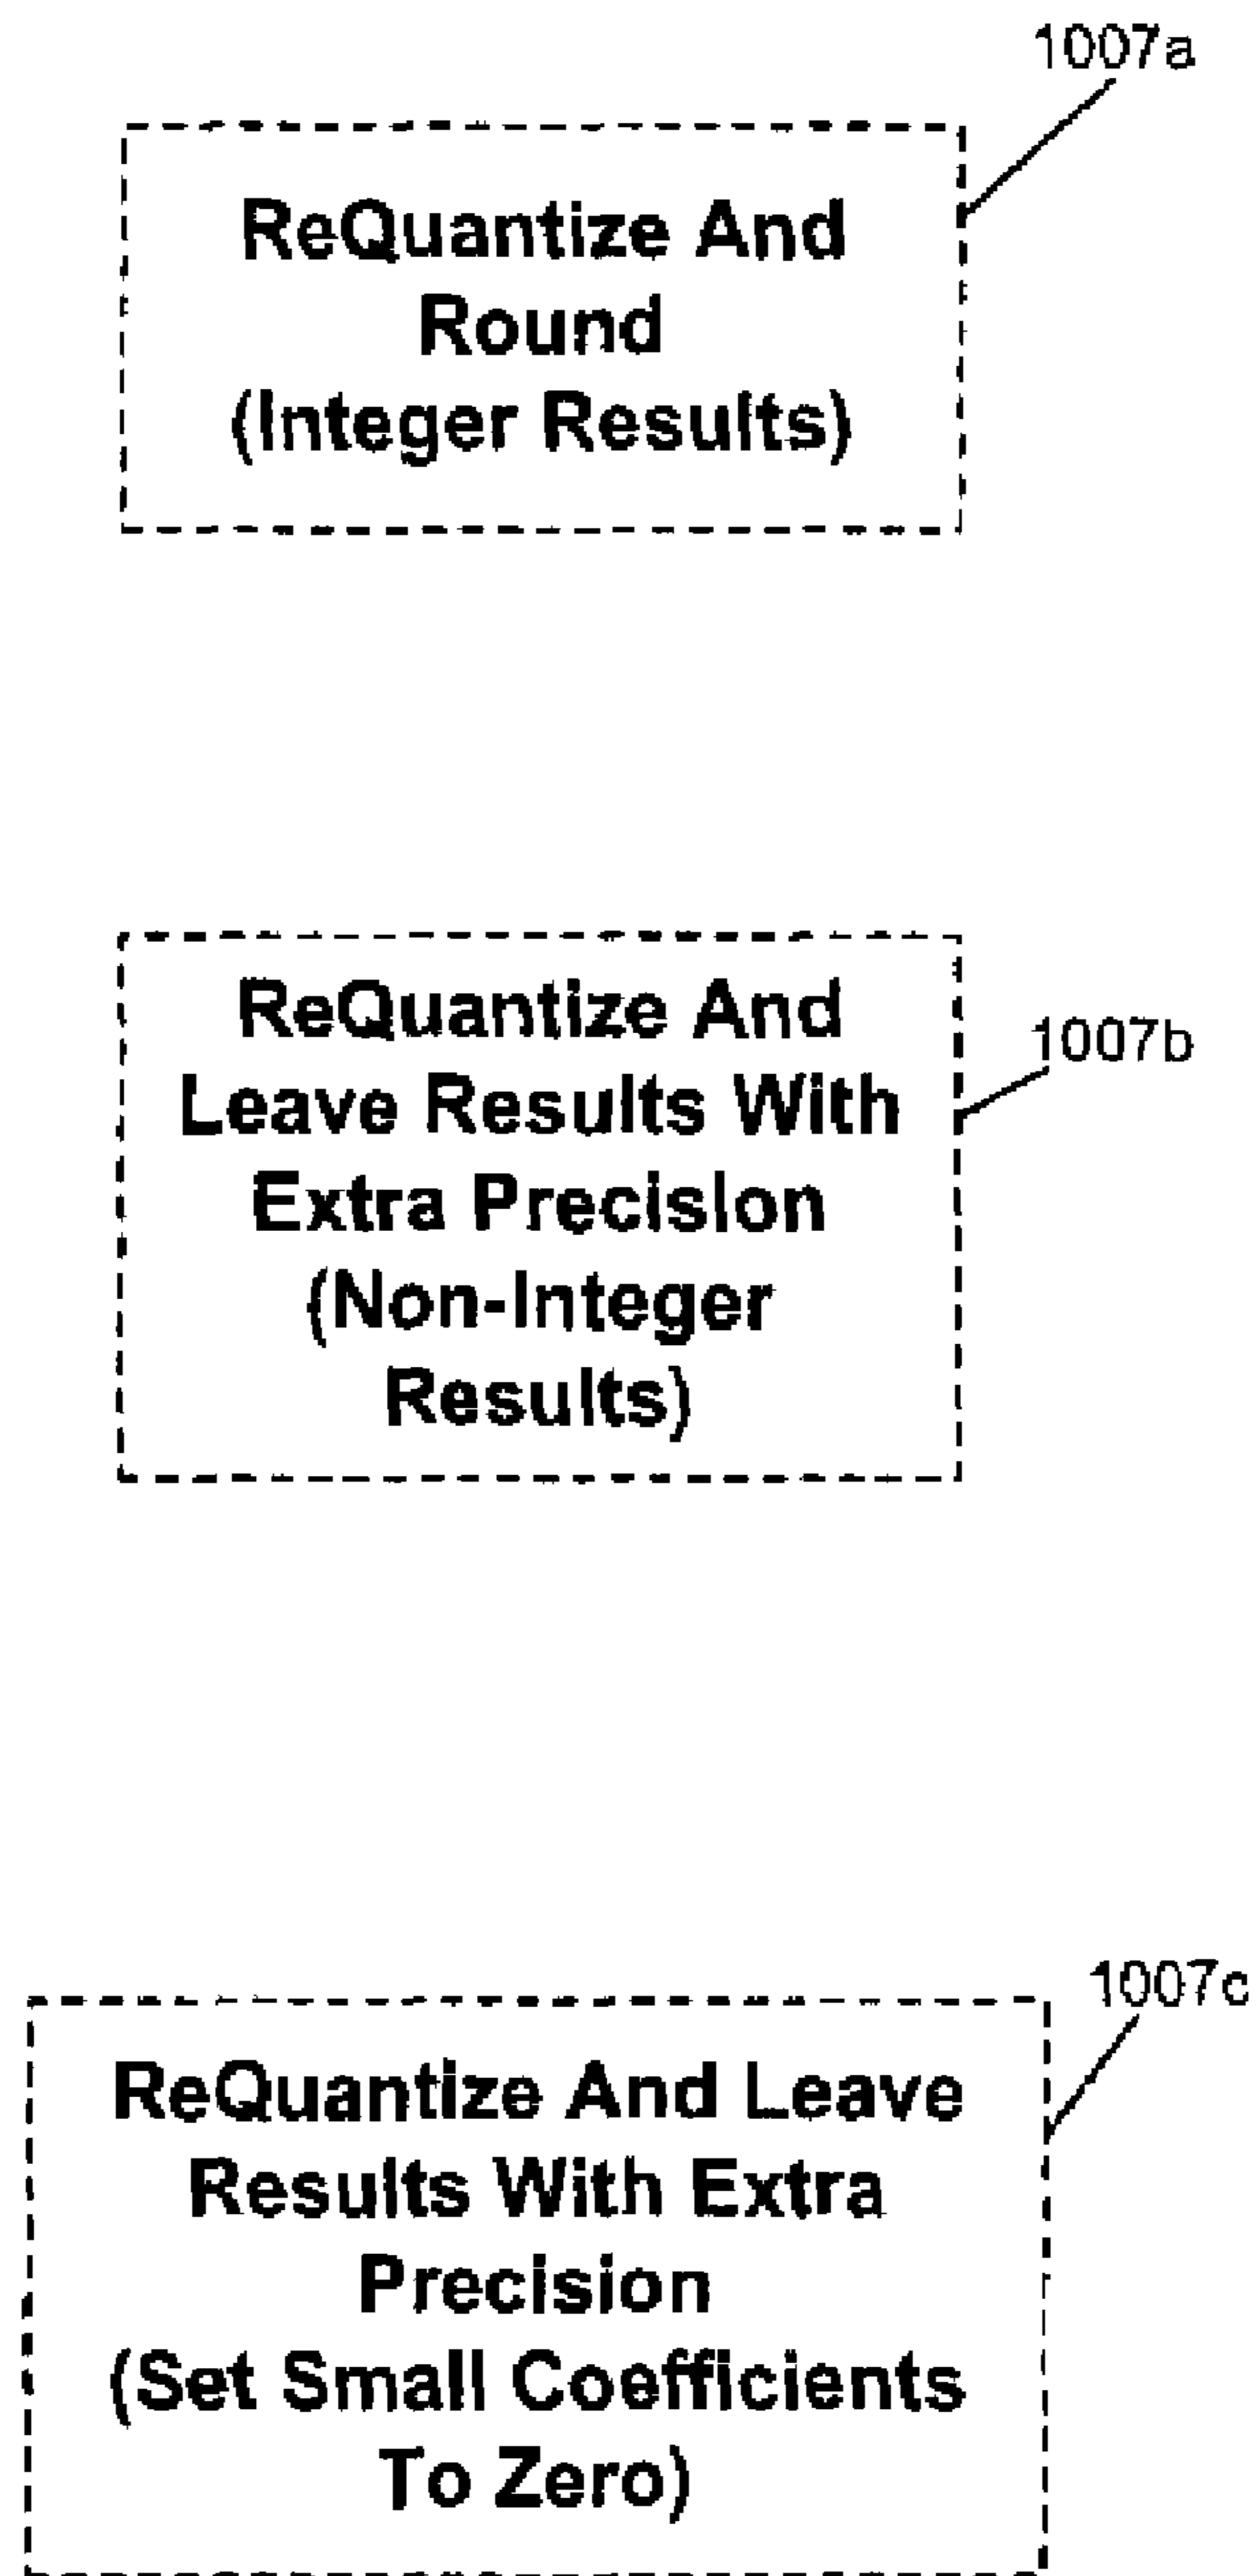 1007a
ReQuantize And
Round
(Integer Results)
ReQuantize And
1007b
Leave Results With
Extra Precision
(Non-Integer
Results)
1007c
ReQuantize And Leave
Results With Extra
Precision
(Set Small Coefficients
To Zero)